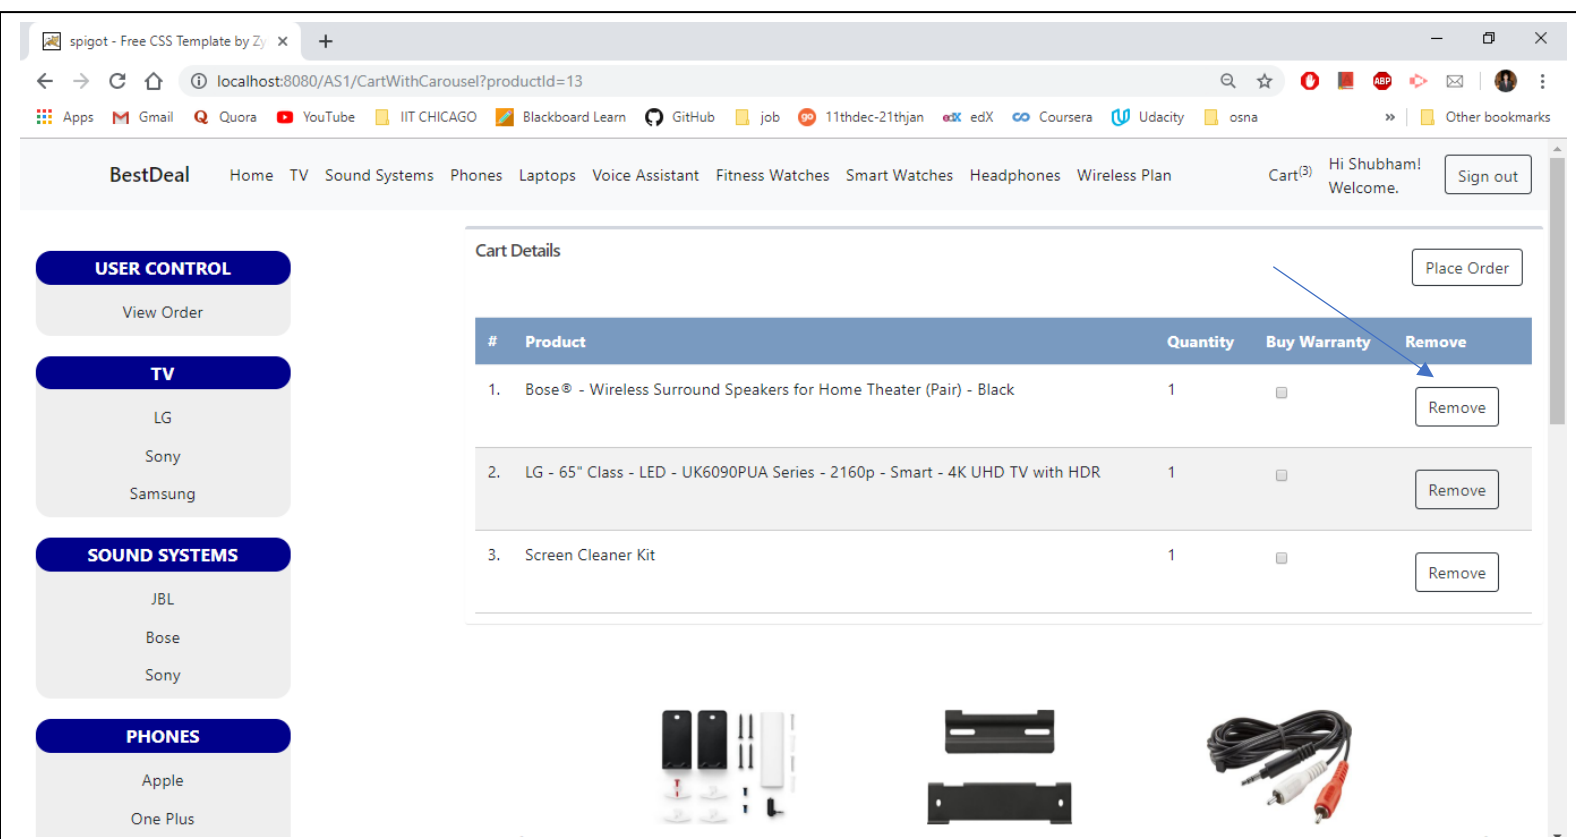 spigot - Free CSS Template by Zy
localhost:8080/AS1/CartWithCarousel?productId=13
ABP
Apps Gmail Quora YouTube IIT CHICAGO Blackboard Learn GitHub job 11thdec-21thjan edX Coursera Udacity osna » Other bookmarks
BestDeal Home TV Sound Systems Phones Laptops Voice Assistant Fitness Watches Smart Watches Headphones Wireless Plan Cart(3) Hi Shubham! Sign out
Welcome.
Cart Details
Place Order
USER CONTROL
View Order
TV
LG
Sony
Samsung
SOUND SYSTEMS
JBL
Bose
Sony
PHONES
Apple
One Plus
# Product Quantity Buy Warranty Remove
1. Bose® - Wireless Surround Speakers for Home Theater (Pair) - Black 1 Remove
2. LG - 65" Class - LED - UK6090PUA Series - 2160p - Smart - 4K UHD TV with HDR 1 Remove
3. Screen Cleaner Kit 1 Remove